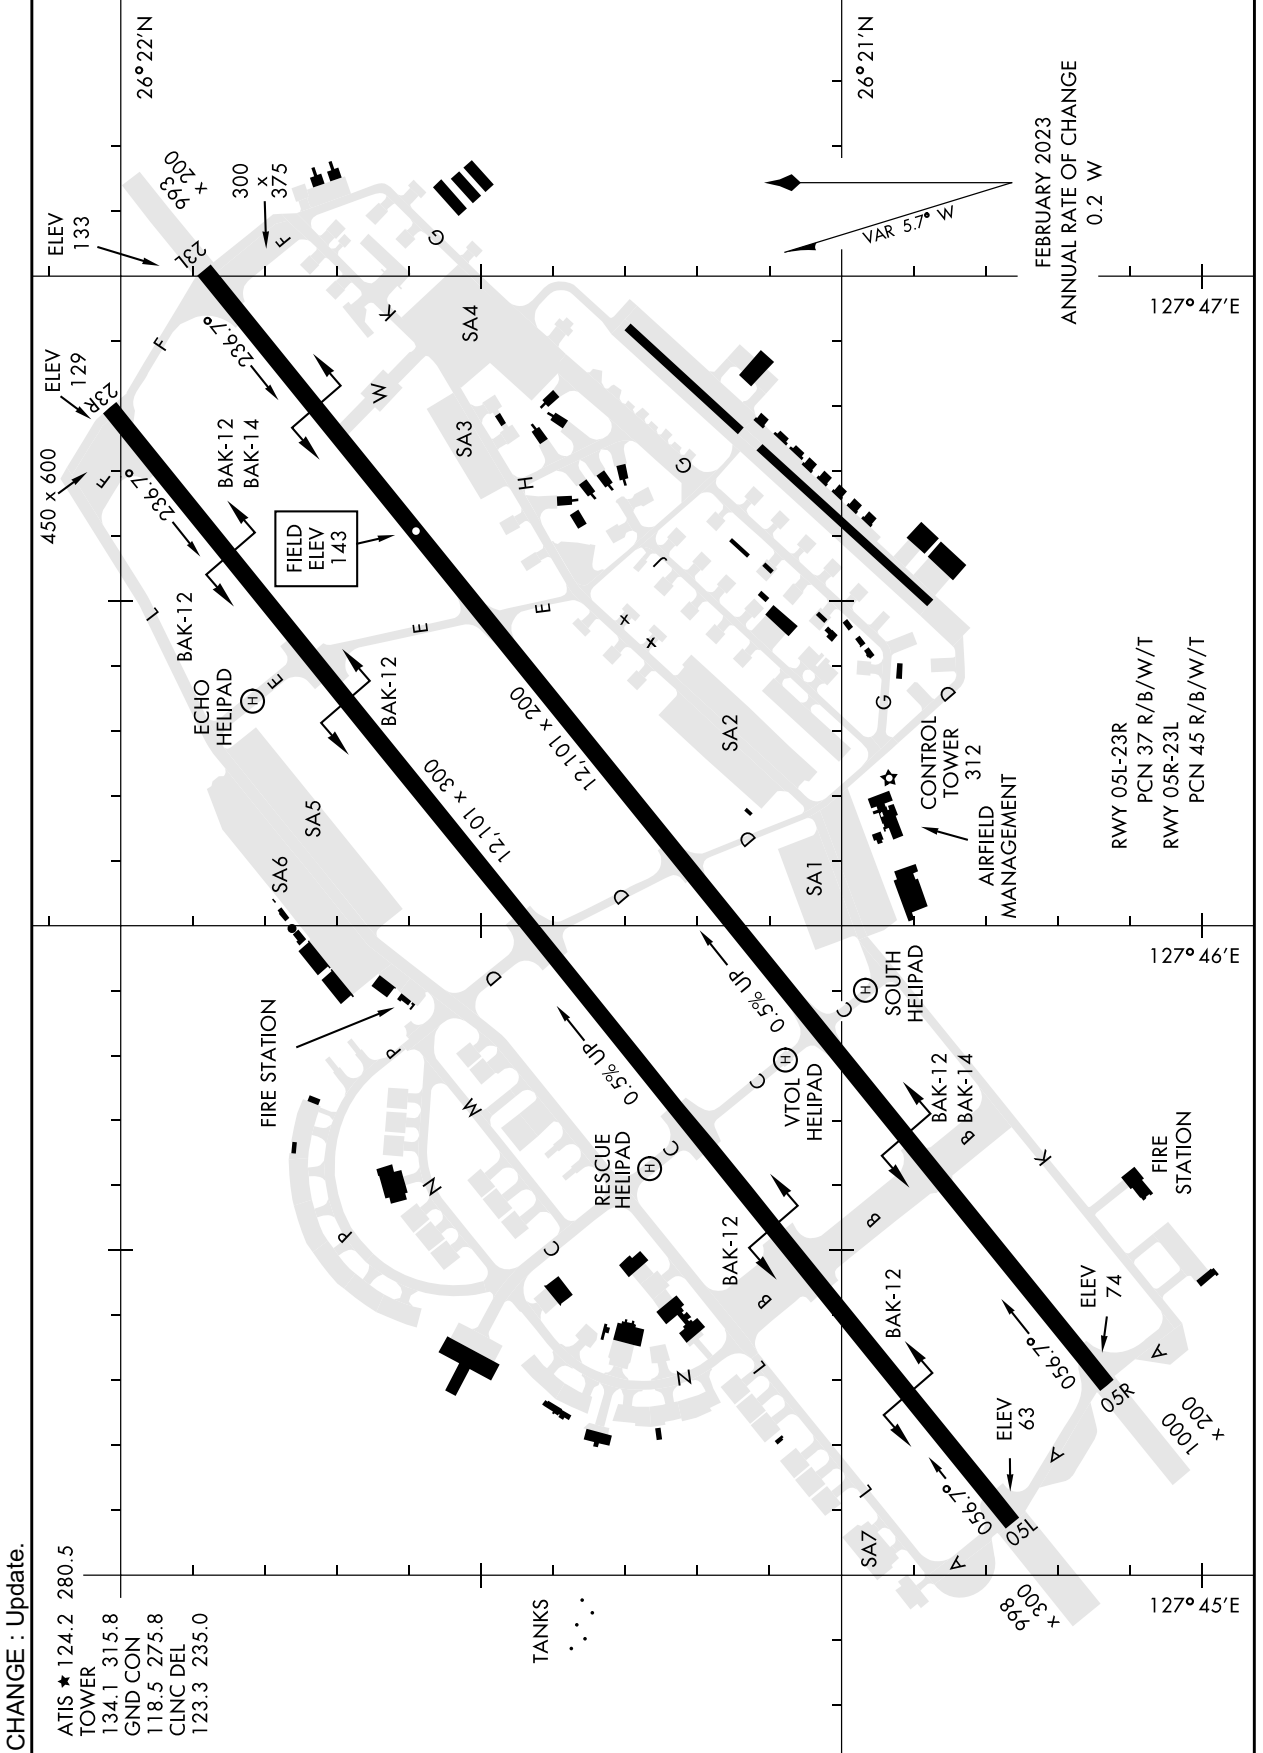 CHANGE : Update.
ATIS ★ 124.2 280.5
TOWER
134.1 315.8
GND CON
118.5 275.8
CLNC DEL
123.3 235.0
26°22'N
26°21'N
127°47'E
127°46'E
127°45'E
FEBRUARY 2023
ANNUAL RATE OF CHANGE
0.2 W
VAR 5.7° W
ELEV
133
993
x 200
300
x
375
23L
236.7°
F
F
G
K
W
SA4
ELEV
129
450 x 600
23R
236.7°
F
BAK-12
BAK-14
SA3
H
G
FIELD
ELEV
143
L
BAK-12
E
E
E
J
x
x
ECHO
HELIPAD
H
BAK-12
12,101 x 200
12,101 x 300
SA2
G
D
CONTROL
TOWER
312
AIRFIELD
MANAGEMENT
RWY 05L-23R
PCN 37 R/B/W/T
RWY 05R-23L
PCN 45 R/B/W/T
SA5
SA6
D
D
D
SA1
FIRE STATION
P
M
N
P
0.5% UP
0.5% UP
C
H
SOUTH
HELIPAD
C
H
VTOL
HELIPAD
C
RESCUE
HELIPAD
H
C
BAK-12
BAK-14
B
B
B
K
FIRE
STATION
BAK-12
BAK-12
Z
L
L
ELEV
74
056.7°
05R
A
1000
x 200
ELEV
63
056.7°
05L
A
A
SA7
998
x 300
TANKS